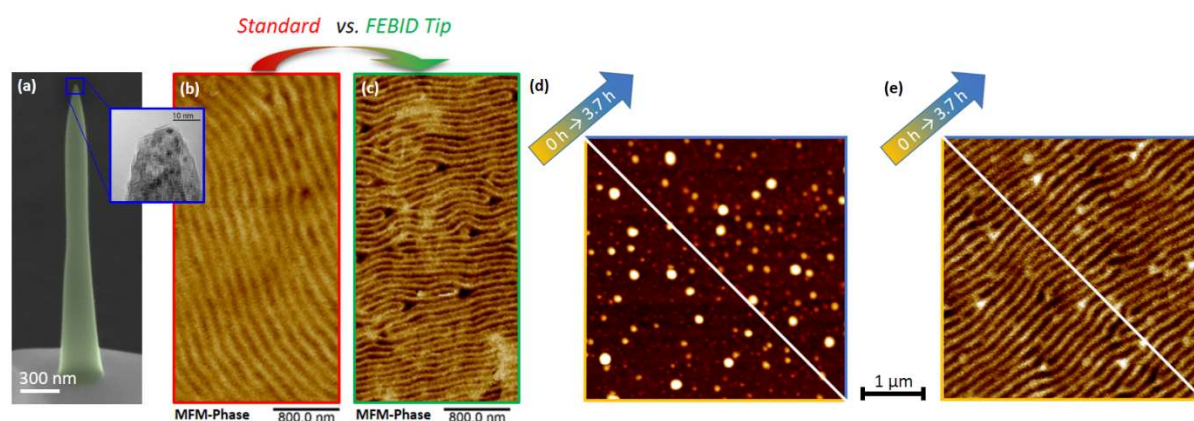 Standard vs. FEBID Tip
(a)
(b)
(c)
(d)
(e)
10 nm
0 h → 3.7 h
0 h → 3.7 h
300 nm
MFM-Phase
800.0 nm
MFM-Phase
800.0 nm
1 µm